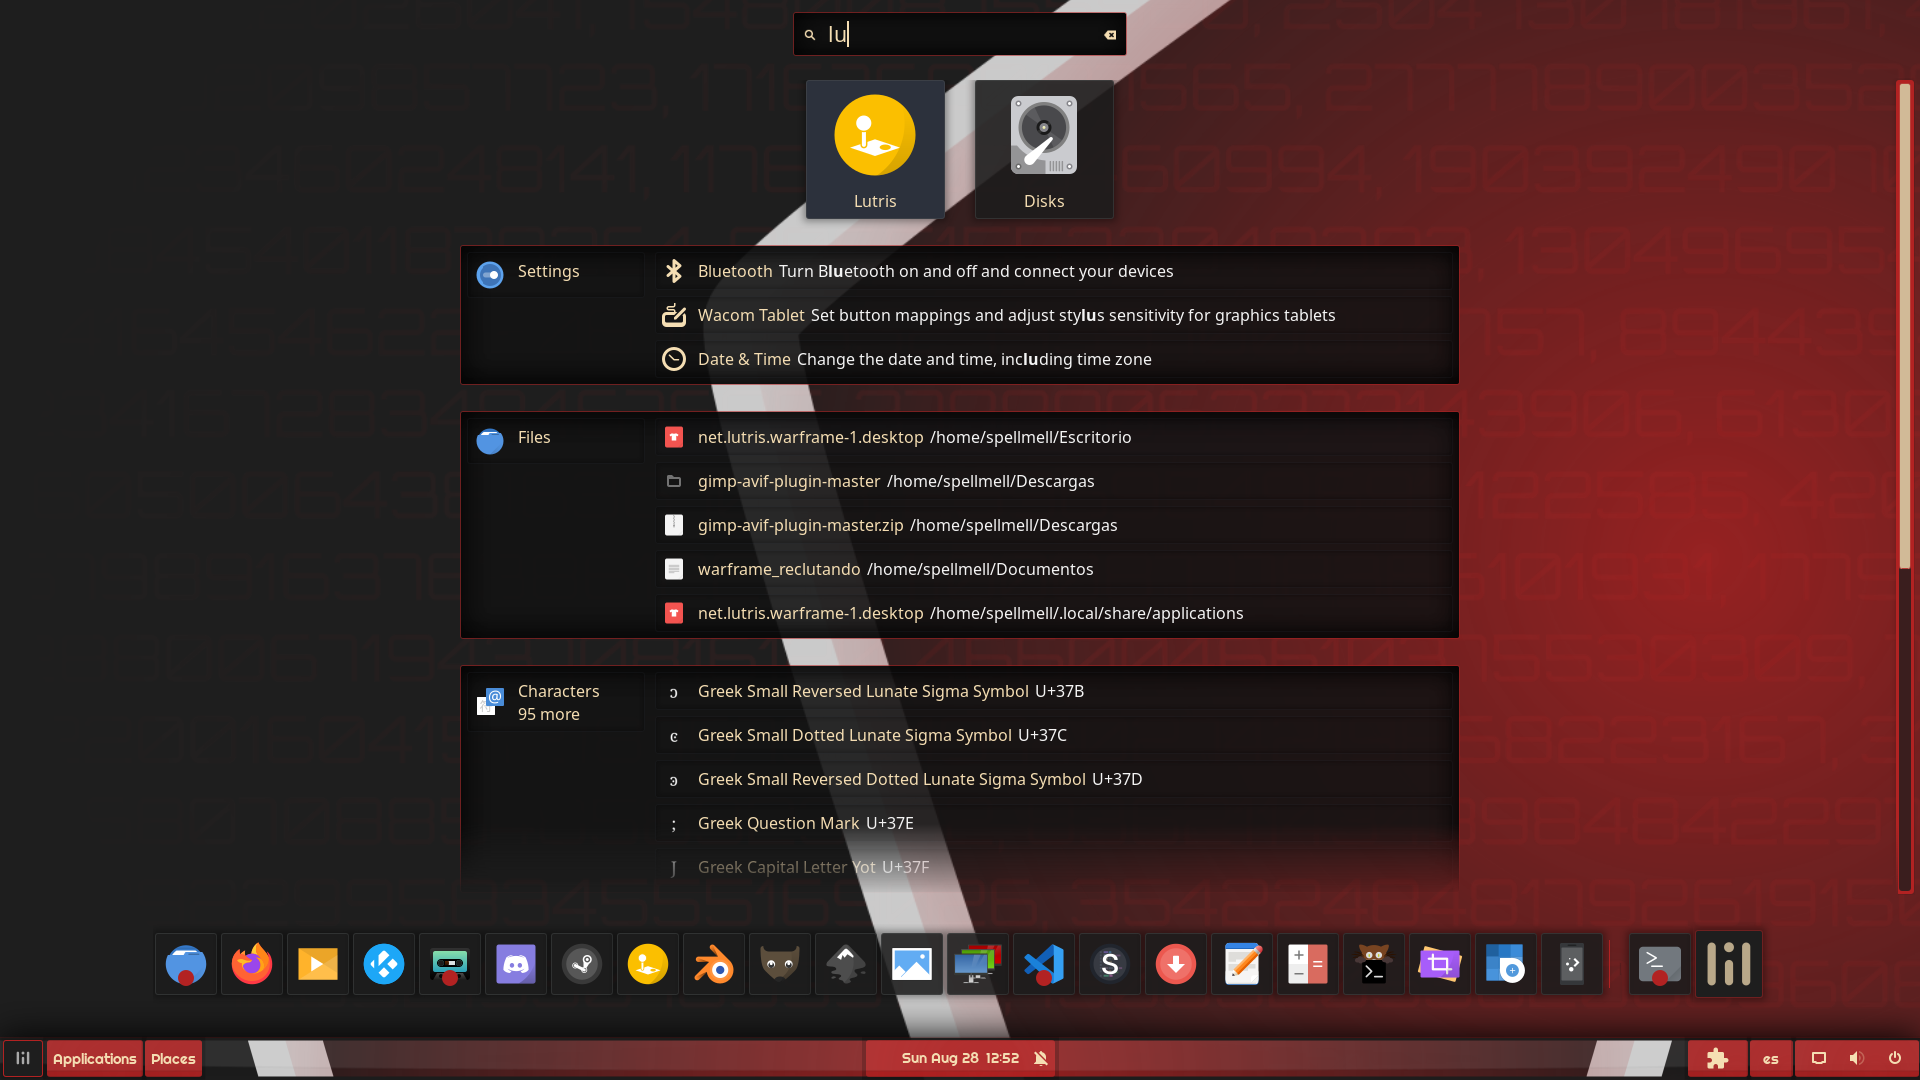 lu
Lutris
Disks
Settings
Bluetooth Turn Bluetooth on and off and connect your devices
Wacom Tablet Set button mappings and adjust stylus sensitivity for graphics tablets
Date & Time Change the date and time, including time zone
Files
net.lutris.warframe-1.desktop /home/spellmell/Escritorio
gimp-avif-plugin-master /home/spellmell/Descargas
gimp-avif-plugin-master.zip /home/spellmell/Descargas
warframe_reclutando /home/spellmell/Documentos
net.lutris.warframe-1.desktop /home/spellmell/.local/share/applications
Characters
95 more
ͻ Greek Small Reversed Lunate Sigma Symbol U+37B
ͼ Greek Small Dotted Lunate Sigma Symbol U+37C
ͽ Greek Small Reversed Dotted Lunate Sigma Symbol U+37D
; Greek Question Mark U+37E
Ϳ Greek Capital Letter Yot U+37F
Applications
Places
Sun Aug 28 12:52
es